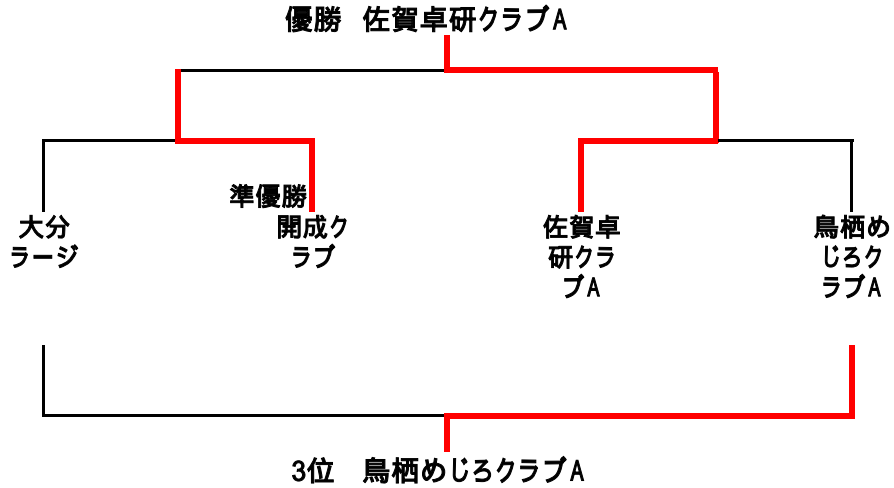 優勝　佐賀卓研クラブA
準優勝
大分
ラージ
開成ク
ラブ
佐賀卓
研クラ
ブA
鳥栖め
じろク
ラブA
3位　鳥栖めじろクラブA